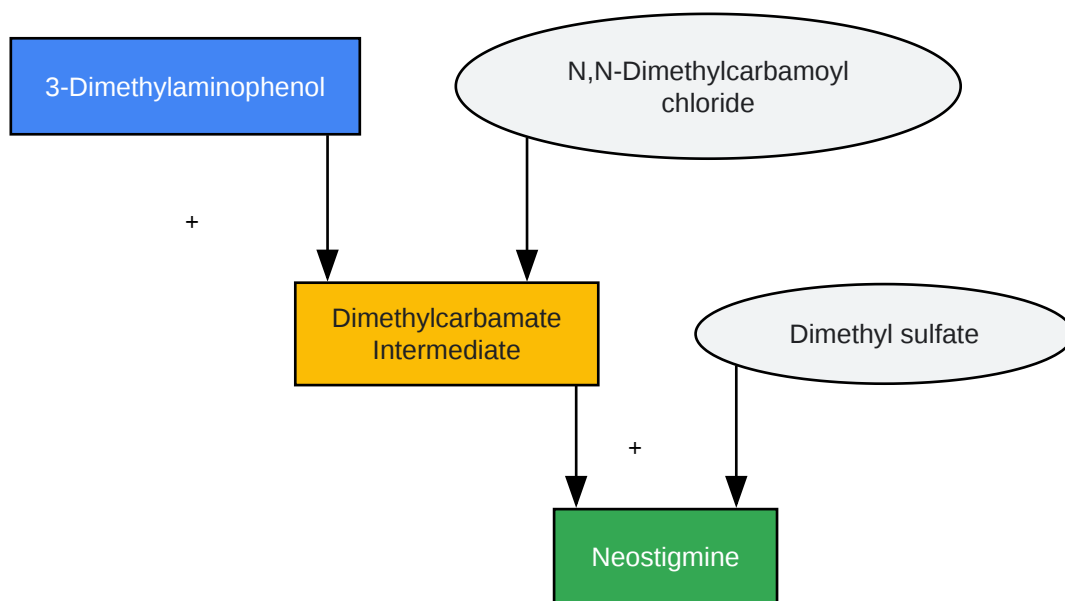 3-Dimethylaminophenol
N,N-Dimethylcarbamoyl
chloride
+
Dimethylcarbamate
Intermediate
Dimethyl sulfate
+
Neostigmine